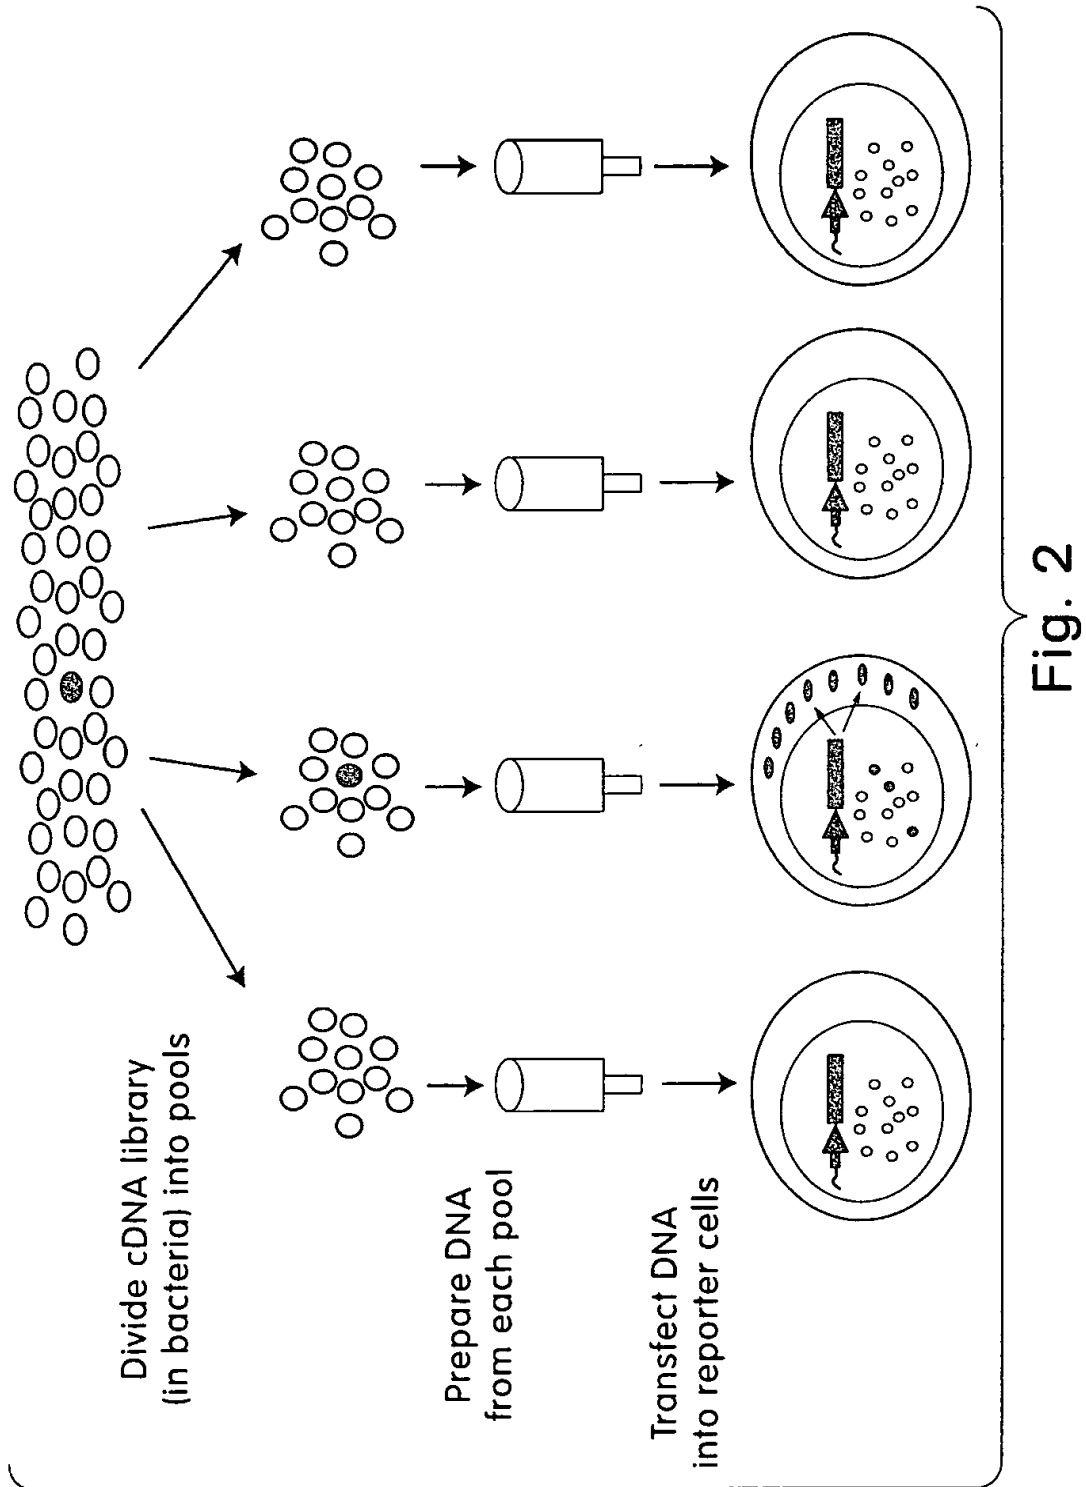 Divide cDNA library
(in bacteria) into pools
Prepare DNA
from each pool
Transfect DNA
into reporter cells
Fig. 2